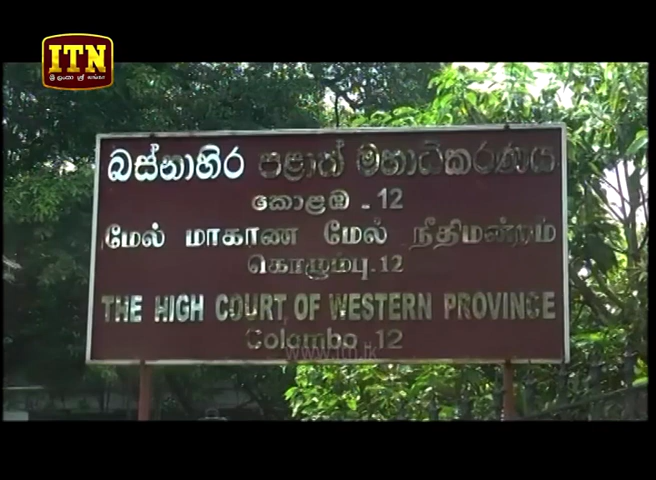 ITN
බස්නාහිර පළාත් මහාධිකරණය
කොළඹ - 12
மேல் மாகாண மேல் நீதிமன்றம்
கொழும்பு.12
THE HIGH COURT OF WESTERN PROVINCE
Colombo - 12
www.itn.lk